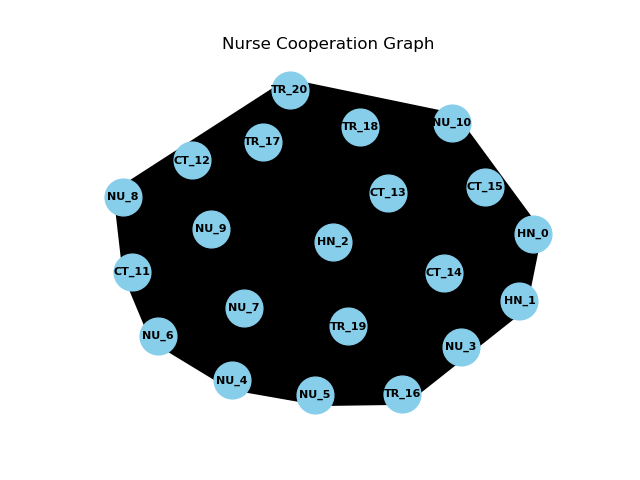 Nurse Cooperation Graph
TR_20
NU_10
TR_18
TR_17
CT_12
CT_15
CT_13
NU_8
NU_9
HN_0
HN_2
CT_11
CT_14
HN_1
NU_7
TR_19
NU_6
NU_3
NU_4
TR_16
NU_5